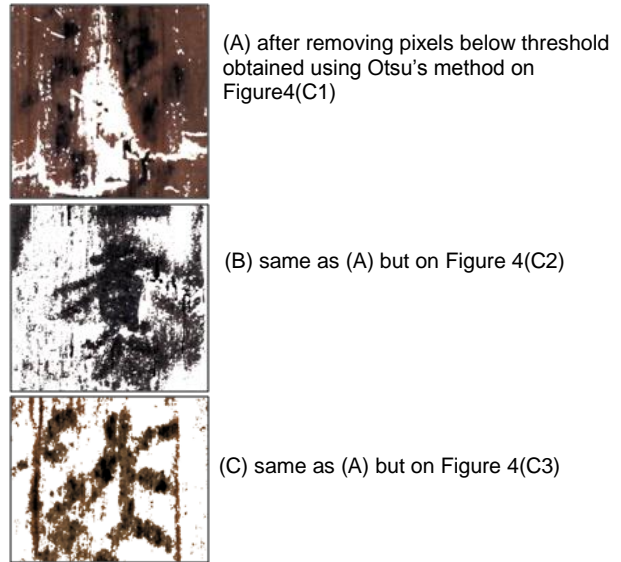 (A) after removing pixels below threshold
obtained using Otsu's method on
Figure4(C1)
(B) same as (A) but on Figure 4(C2)
(C) same as (A) but on Figure 4(C3)